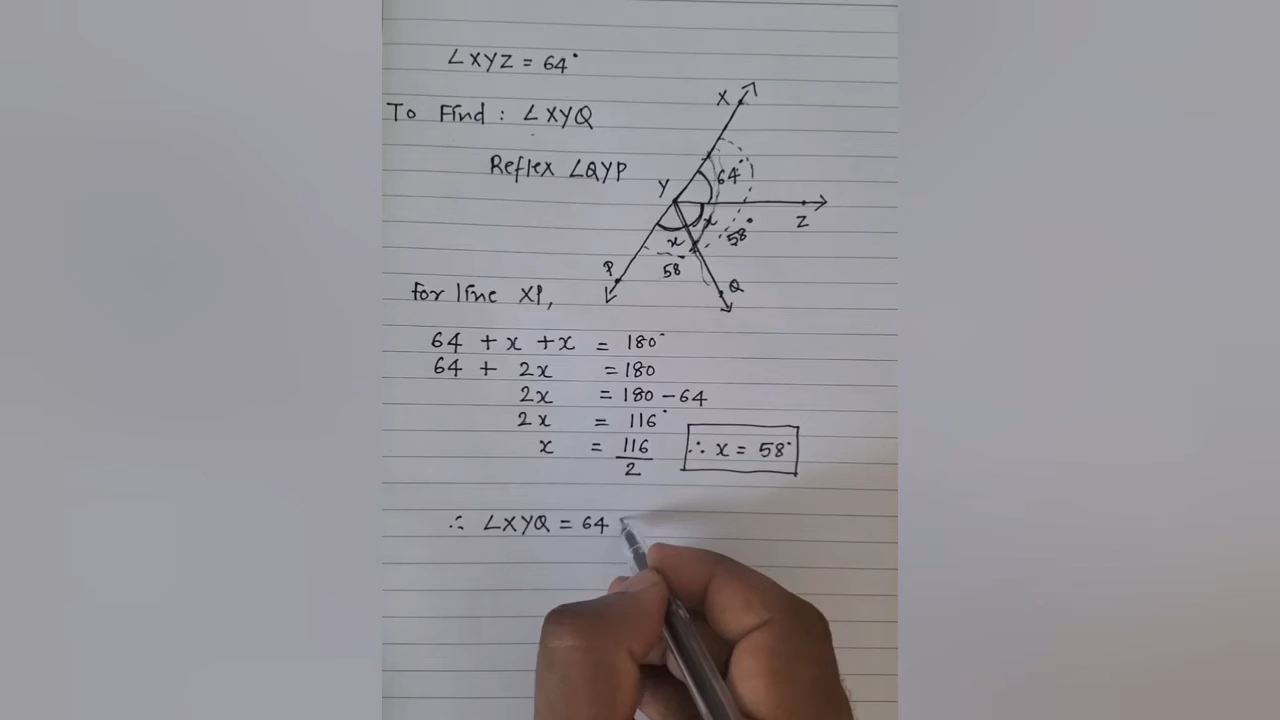 ∠XYZ = 64°
To Find : ∠XYQ
Reflex ∠QYP
X
64°
Y
Z
x
58°
x
58°
P
Q
for line XP,
64 + x + x = 180°
64 + 2x = 180
2x = 180 - 64
2x = 116°
x = 116/2
∴ x = 58°
∴ ∠XYQ = 64